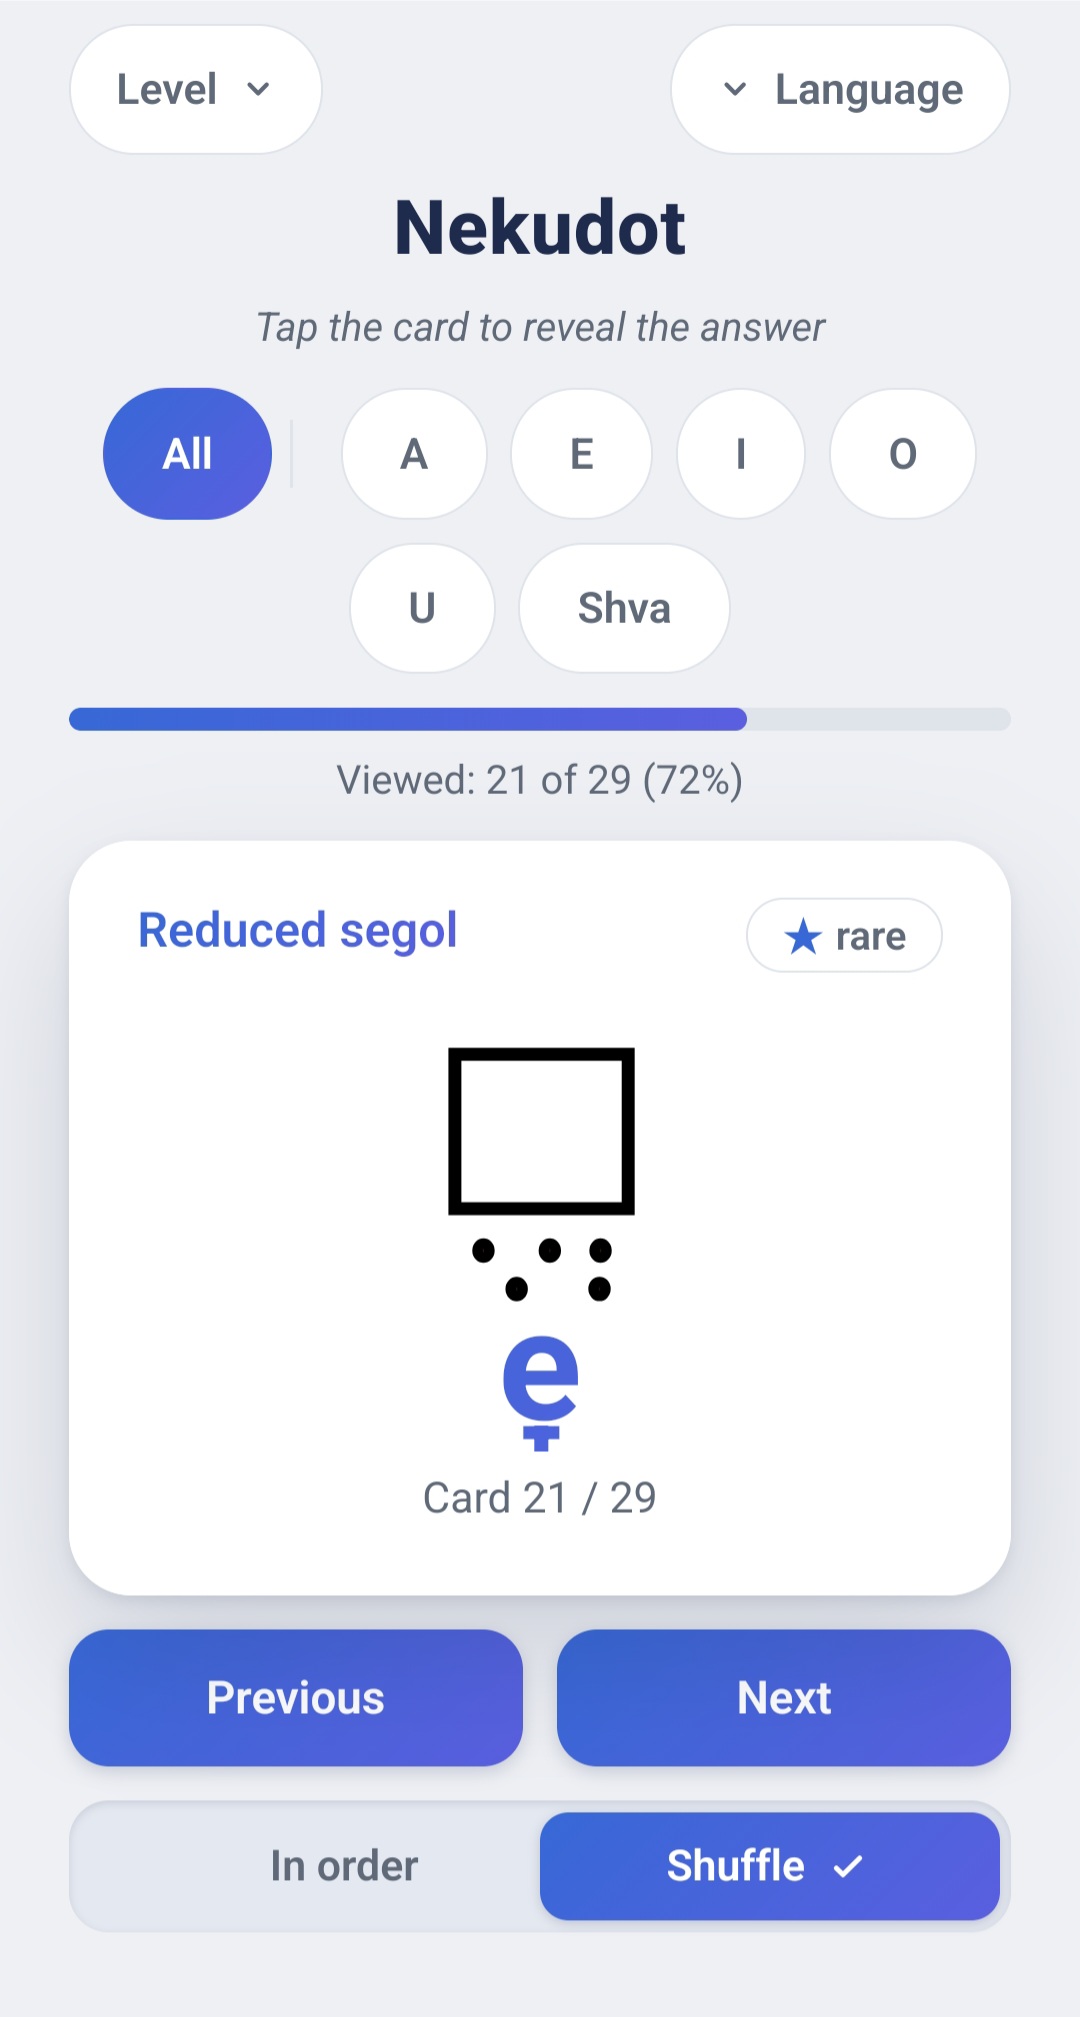 Level
Language
Nekudot
Tap the card to reveal the answer
All A E I O
U Shva
Viewed: 21 of 29 (72%)
Reduced segol
★ rare
□ֱ
e̞
Card 21 / 29
Previous Next
In order Shuffle ✓